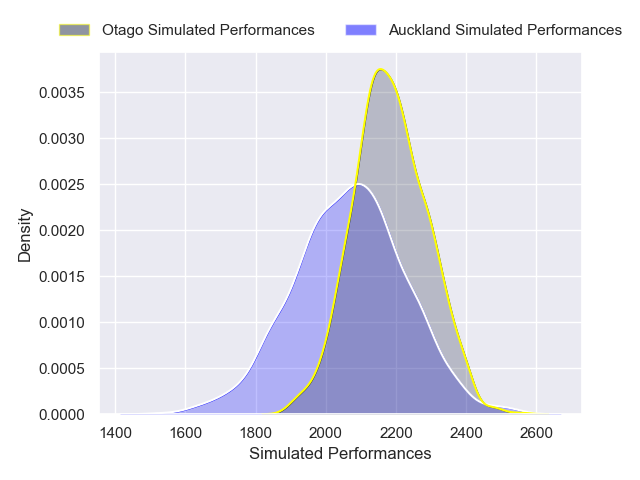 Otago Simulated Performances
Auckland Simulated Performances
0.0035
0.0030
0.0025
0.0020
0.0015
0.0010
0.0005
0.0000
Density
1400 1600 1800 2000 2200 2400 2600
Simulated Performances